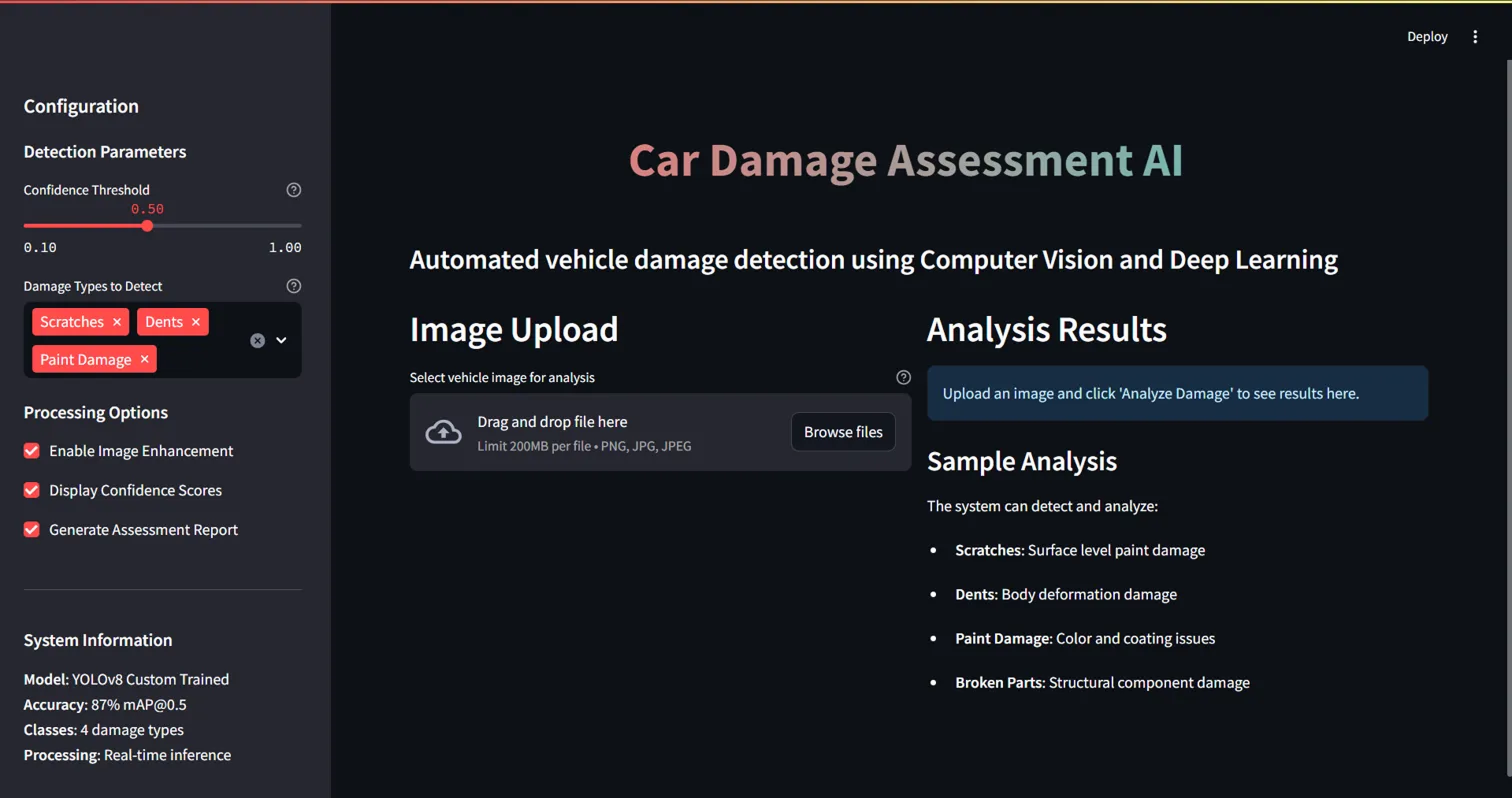 Deploy
Configuration
Detection Parameters
Confidence Threshold
0.50
0.10 1.00
Damage Types to Detect
Scratches × Dents ×
Paint Damage ×
Processing Options
Enable Image Enhancement
Display Confidence Scores
Generate Assessment Report
System Information
Model: YOLOv8 Custom Trained
Accuracy: 87% mAP@0.5
Classes: 4 damage types
Processing: Real-time inference
Car Damage Assessment AI
Automated vehicle damage detection using Computer Vision and Deep Learning
Image Upload
Select vehicle image for analysis
Drag and drop file here
Limit 200MB per file • PNG, JPG, JPEG
Browse files
Analysis Results
Upload an image and click 'Analyze Damage' to see results here.
Sample Analysis
The system can detect and analyze:
• Scratches: Surface level paint damage
• Dents: Body deformation damage
• Paint Damage: Color and coating issues
• Broken Parts: Structural component damage